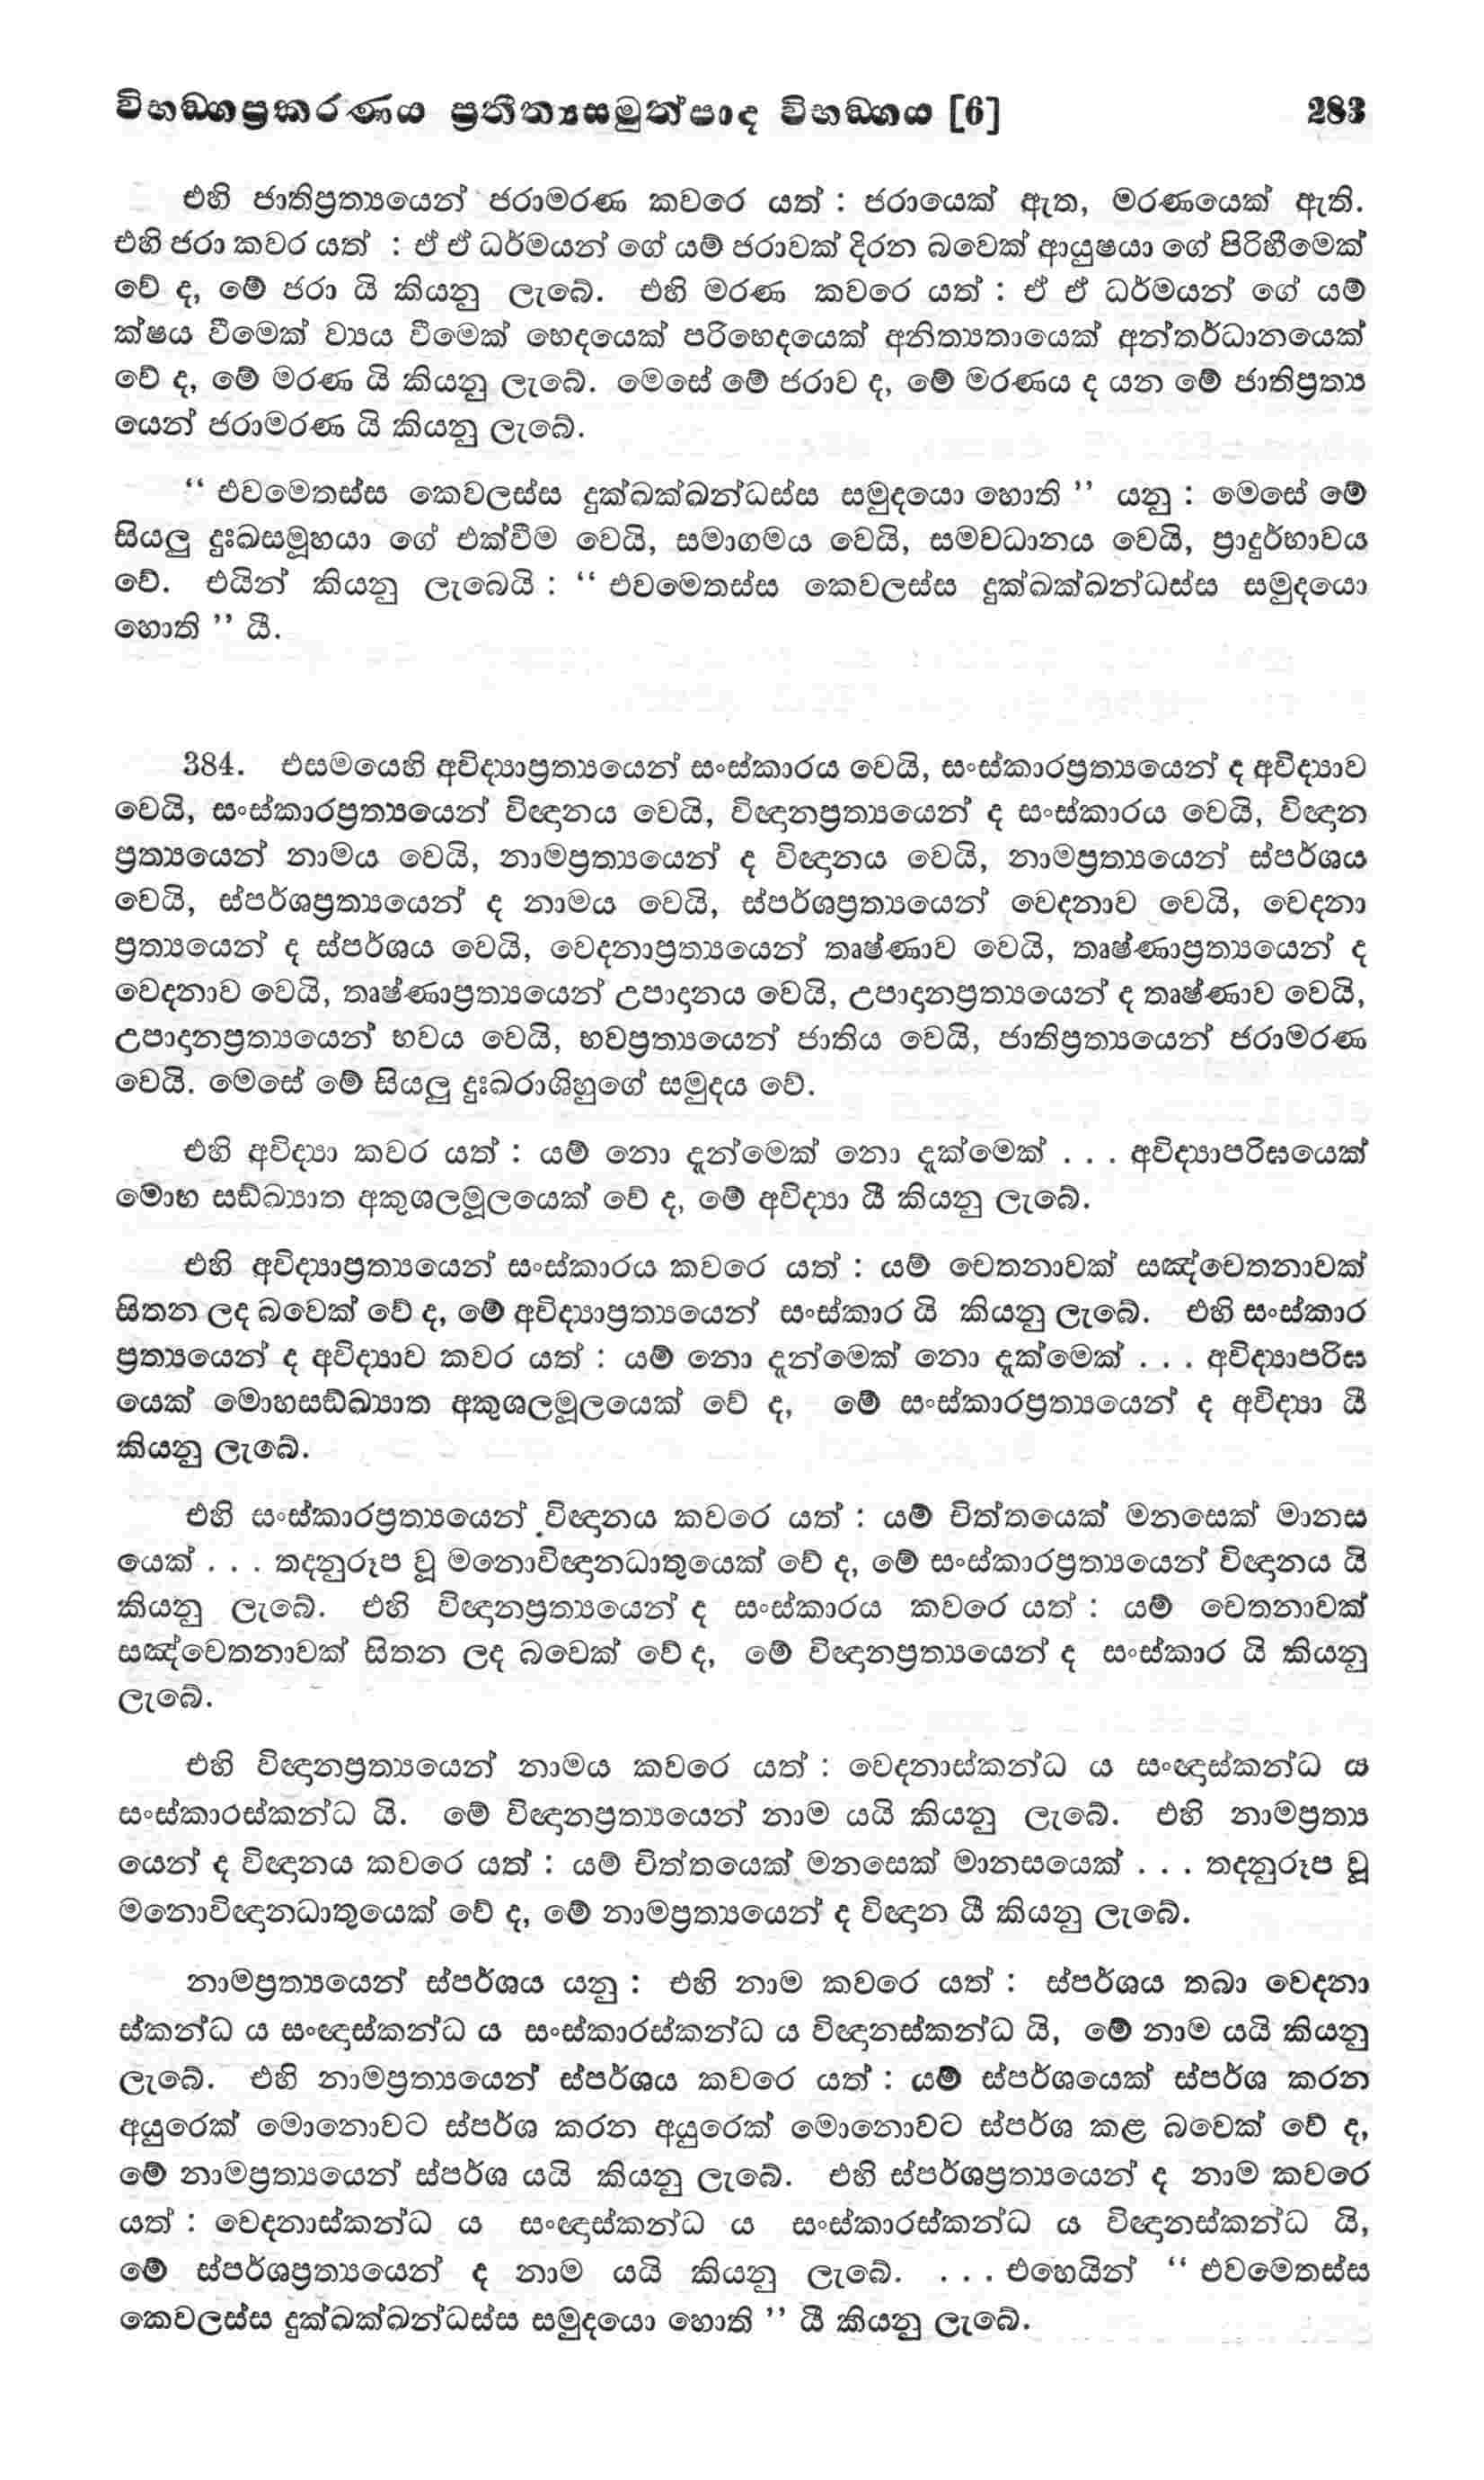 විභඞ්ගප්‍රකරණය ප්‍රතීත්‍යසමුත්පාද විභඞ්ගය [6] 283
එහි ජාතිප්‍රත්‍යයෙන් ජරාමරණ කවරෙ යත් : ජරායෙක් ඇත, මරණයෙක් ඇති.
එහි ජරා කවර යත් : ඒ ඒ ධර්මයන් ගේ යම් ජරාවක් දිරන බවෙක් ආයුෂයා ගේ පිරිහීමෙක්
වේ ද, මේ ජරා යි කියනු ලැබේ. එහි මරණ කවරෙ යත් : ඒ ඒ ධර්මයන් ගේ යම්
ක්ෂය වීමෙක් ව්‍යය වීමෙක් භෙදයෙක් පරිභෙදයෙක් අනිත්‍යතායෙක් අන්තර්ධානයෙක්
වේ ද, මේ මරණ යි කියනු ලැබේ. මෙසේ මේ ජරාව ද, මේ මරණය ද යන මේ ජාතිප්‍රත්‍ය
යෙන් ජරාමරණ යි කියනු ලැබේ.
“ එවමෙතස්ස කෙවලස්ස දුක්ඛක්ඛන්ධස්ස සමුදයො හොති ” යනු : මෙසේ මේ
සියලු දුඃඛසමූහයා ගේ එක්වීම වෙයි, සමාගමය වෙයි, සමවධානය වෙයි, ප්‍රාදුර්භාවය
වේ. එයින් කියනු ලැබෙයි : “ එවමෙතස්ස කෙවලස්ස දුක්ඛක්ඛන්ධස්ස සමුදයො
හොති ” යී.
384. එසමයෙහි අවිද්‍යාප්‍රත්‍යයෙන් සංස්කාරය වෙයි, සංස්කාරප්‍රත්‍යයෙන් ද අවිද්‍යාව
වෙයි, සංස්කාරප්‍රත්‍යයෙන් විඥානය වෙයි, විඥානප්‍රත්‍යයෙන් ද සංස්කාරය වෙයි, විඥාන
ප්‍රත්‍යයෙන් නාමය වෙයි, නාමප්‍රත්‍යයෙන් ද විඥානය වෙයි, නාමප්‍රත්‍යයෙන් ස්පර්ශය
වෙයි, ස්පර්ශප්‍රත්‍යයෙන් ද නාමය වෙයි, ස්පර්ශප්‍රත්‍යයෙන් වෙදනාව වෙයි, වෙදනා
ප්‍රත්‍යයෙන් ද ස්පර්ශය වෙයි, වෙදනාප්‍රත්‍යයෙන් තෘෂ්ණාව වෙයි, තෘෂ්ණාප්‍රත්‍යයෙන් ද
වෙදනාව වෙයි, තෘෂ්ණාප්‍රත්‍යයෙන් උපාදානය වෙයි, උපාදානප්‍රත්‍යයෙන් ද තෘෂ්ණාව වෙයි,
උපාදානප්‍රත්‍යයෙන් භවය වෙයි, භවප්‍රත්‍යයෙන් ජාතිය වෙයි, ජාතිප්‍රත්‍යයෙන් ජරාමරණ
වෙයි. මෙසේ මේ සියලු දුඃඛරාශිහුගේ සමුදය වේ.
එහි අවිද්‍යා කවර යත් : යම් නො දැන්මෙක් නො දැක්මෙක් . . . අවිද්‍යාපරිඝයෙක්
මොහ සඬ්ඛ්‍යාත අකුශලමූලයෙක් වේ ද, මේ අවිද්‍යා යී කියනු ලැබේ.
එහි අවිද්‍යාප්‍රත්‍යයෙන් සංස්කාරය කවරෙ යත් : යම් චෙතනාවක් සඤ්චෙතනාවක්
සිතන ලද බවෙක් වේ ද, මේ අවිද්‍යාප්‍රත්‍යයෙන් සංස්කාර යි කියනු ලැබේ. එහි සංස්කාර
ප්‍රත්‍යයෙන් ද අවිද්‍යාව කවර යත් : යම් නො දැන්මෙක් නො දැක්මෙක් . . . අවිද්‍යාපරිඝ
යෙක් මොහසඬ්ඛ්‍යාත අකුශලමූලයෙක් වේ ද, මේ සංස්කාරප්‍රත්‍යයෙන් ද අවිද්‍යා යී
කියනු ලැබේ.
එහි සංස්කාරප්‍රත්‍යයෙන් විඥානය කවරෙ යත් : යම් චිත්තයෙක් මනසෙක් මානස
යෙක් . . . තදනුරූප වූ මනොවිඥානධාතුයෙක් වේ ද, මේ සංස්කාරප්‍රත්‍යයෙන් විඥානය යි
කියනු ලැබේ. එහි විඥානප්‍රත්‍යයෙන් ද සංස්කාරය කවරෙ යත් : යම් චෙතනාවක්
සඤ්චෙතනාවක් සිතන ලද බවෙක් වේ ද, මේ විඥානප්‍රත්‍යයෙන් ද සංස්කාර යි කියනු
ලැබේ.
එහි විඥානප්‍රත්‍යයෙන් නාමය කවරෙ යත් : වෙදනාස්කන්ධ ය සංඥාස්කන්ධ ය
සංස්කාරස්කන්ධ යි. මේ විඥානප්‍රත්‍යයෙන් නාම යයි කියනු ලැබේ. එහි නාමප්‍රත්‍ය
යෙන් ද විඥානය කවරෙ යත් : යම් චිත්තයෙක් මනසෙක් මානසයෙක් . . . තදනුරූප වූ
මනොවිඥානධාතුයෙක් වේ ද, මේ නාමප්‍රත්‍යයෙන් ද විඥාන යී කියනු ලැබේ.
නාමප්‍රත්‍යයෙන් ස්පර්ශය යනු : එහි නාම කවරෙ යත් : ස්පර්ශය තබා වෙදනා
ස්කන්ධ ය සංඥාස්කන්ධ ය සංස්කාරස්කන්ධ ය විඥානස්කන්ධ යි, මේ නාම යයි කියනු
ලැබේ. එහි නාමප්‍රත්‍යයෙන් ස්පර්ශය කවරෙ යත් : යම් ස්පර්ශයෙක් ස්පර්ශ කරන
අයුරෙක් මොනොවට ස්පර්ශ කරන අයුරෙක් මොනොවට ස්පර්ශ කළ බවෙක් වේ ද,
මේ නාමප්‍රත්‍යයෙන් ස්පර්ශ යයි කියනු ලැබේ. එහි ස්පර්ශප්‍රත්‍යයෙන් ද නාම කවරෙ
යත් : වෙදනාස්කන්ධ ය සංඥාස්කන්ධ ය සංස්කාරස්කන්ධ ය විඥානස්කන්ධ යි,
මේ ස්පර්ශප්‍රත්‍යයෙන් ද නාම යයි කියනු ලැබේ. . . . එහෙයින් “ එවමෙතස්ස
කෙවලස්ස දුක්ඛක්ඛන්ධස්ස සමුදයො හොති ” යී කියනු ලැබේ.